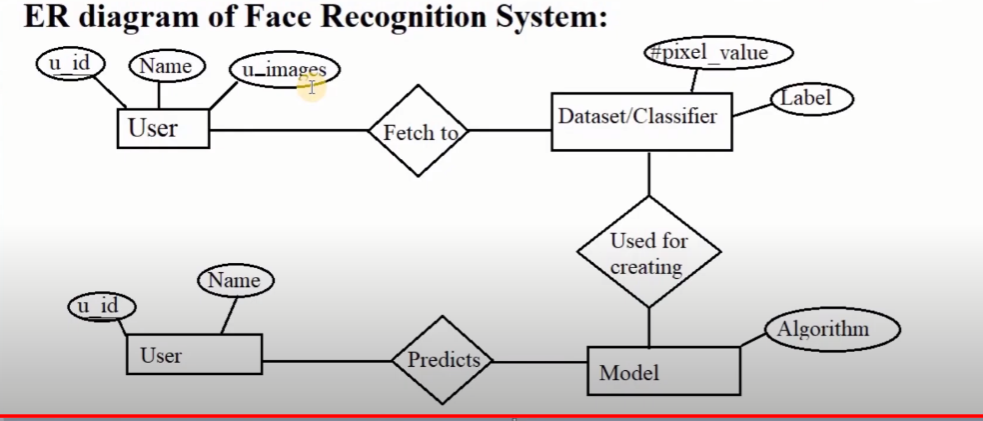 ER diagram of Face Recognition System:
u_id
Name
u_images
#pixel_value
Label
User
Fetch to
Dataset/Classifier
Used for
creating
Name
u_id
Algorithm
User
Predicts
Model